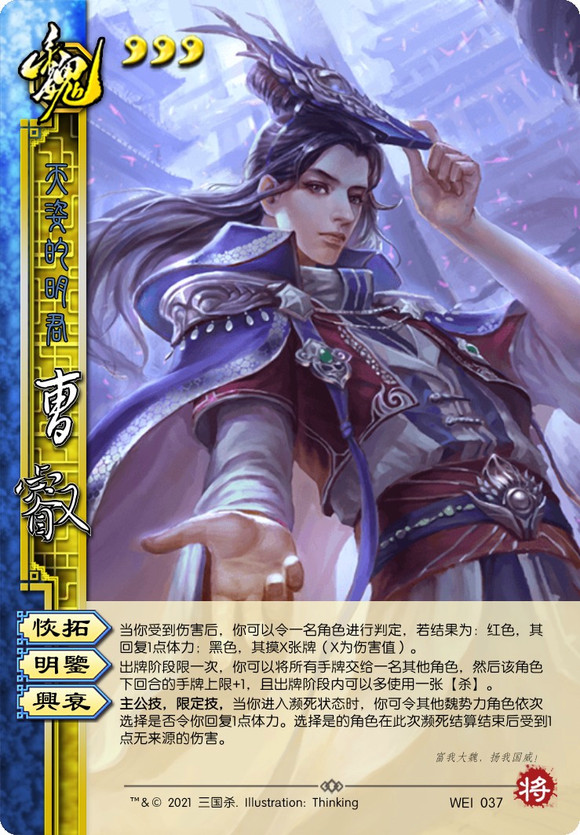 魏
天姿的明君
曹叡
恢拓
当你受到伤害后，你可以令一名角色进行判定，若结果为：红色，其
回复1点体力；黑色，其摸X张牌（X为伤害值）。
明鑒
出牌阶段限一次，你可以将所有手牌交给一名其他角色，然后该角色
下回合的手牌上限+1，且出牌阶段内可以多使用一张【杀】。
興衰
主公技，限定技，当你进入濒死状态时，你可令其他魏势力角色依次
选择是否令你回复1点体力。选择是的角色在此次濒死结算结束后受到1
点无来源的伤害。
富我大魏，扬我国威！
™&© 2021 三国杀. Illustration: Thinking
WEI 037
将